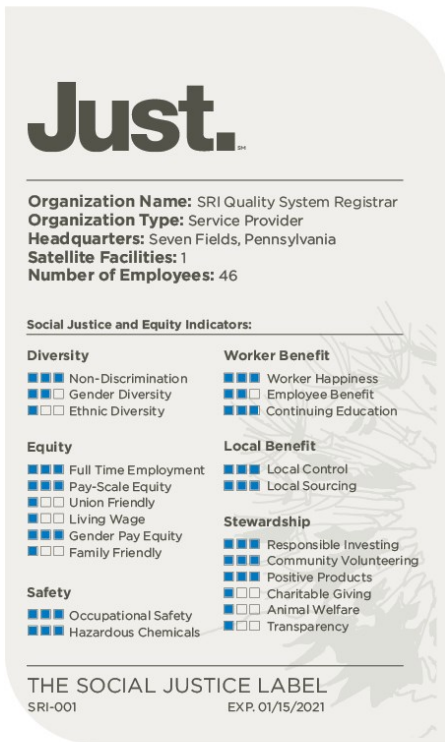 Just.
SM
Organization Name: SRI Quality System Registrar
Organization Type: Service Provider
Headquarters: Seven Fields, Pennsylvania
Satellite Facilities: 1
Number of Employees: 46
Social Justice and Equity Indicators:
Diversity
Non-Discrimination
Gender Diversity
Ethnic Diversity
Equity
Full Time Employment
Pay-Scale Equity
Union Friendly
Living Wage
Gender Pay Equity
Family Friendly
Safety
Occupational Safety
Hazardous Chemicals
Worker Benefit
Worker Happiness
Employee Benefit
Continuing Education
Local Benefit
Local Control
Local Sourcing
Stewardship
Responsible Investing
Community Volunteering
Positive Products
Charitable Giving
Animal Welfare
Transparency
THE SOCIAL JUSTICE LABEL
SRI-001 EXP. 01/15/2021